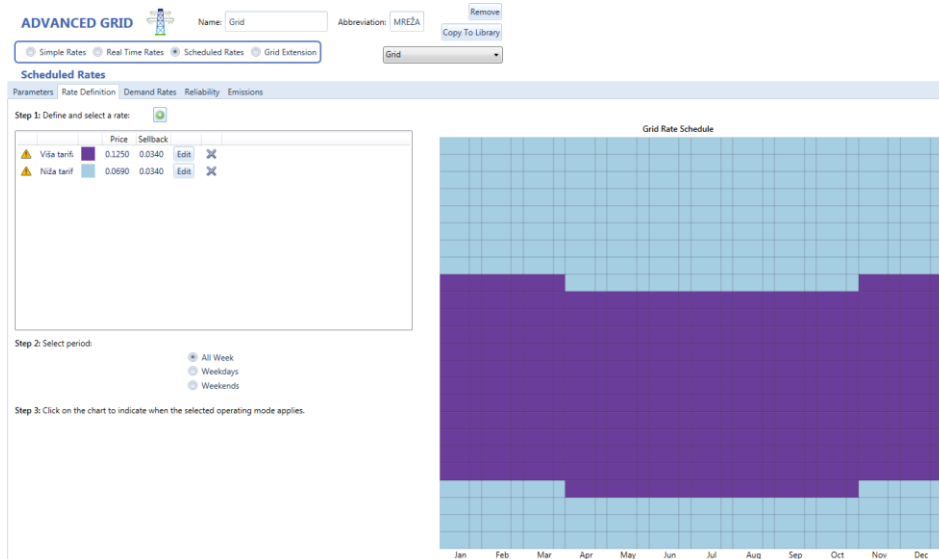 Remove
ADVANCED GRID Name: Grid Abbreviation: MREŽA
Copy To Library
Simple Rates Real Time Rates Scheduled Rates Grid Extension Grid
Scheduled Rates
Parameters Rate Definition Demand Rates Reliability Emissions
Step 1: Define and select a rate:
Grid Rate Schedule
Price Sellback
Viša tarif: 0.1250 0.0340 Edit
Niža tarif 0.0690 0.0340 Edit
Step 2: Select period:
All Week
Weekdays
Weekends
Step 3: Click on the chart to indicate when the selected operating mode applies.
Jan Feb Mar Apr May Jun Jul Aug Sep Oct Nov Dec